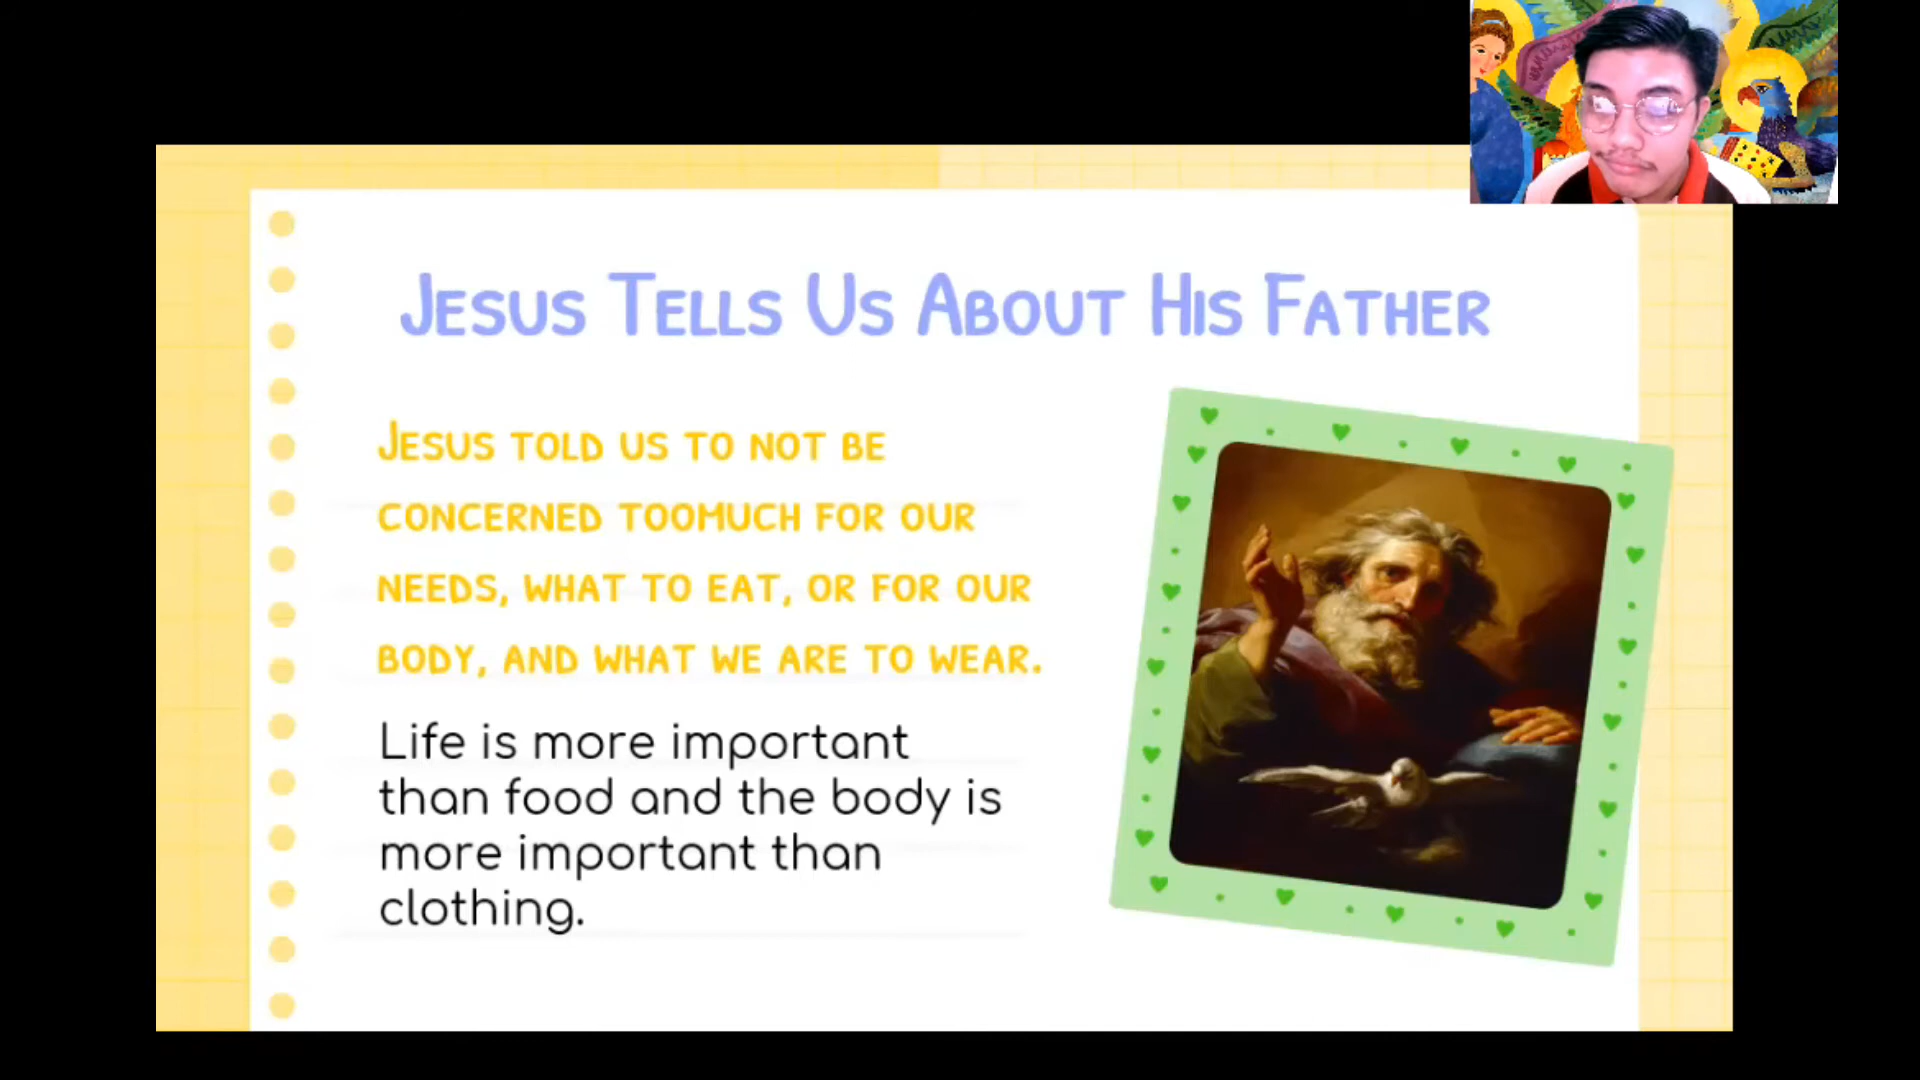 Jesus Tells Us About His Father
Jesus told us to not be
concerned toomuch for our
needs, what to eat, or for our
body, and what we are to wear.
Life is more important
than food and the body is
more important than
clothing.